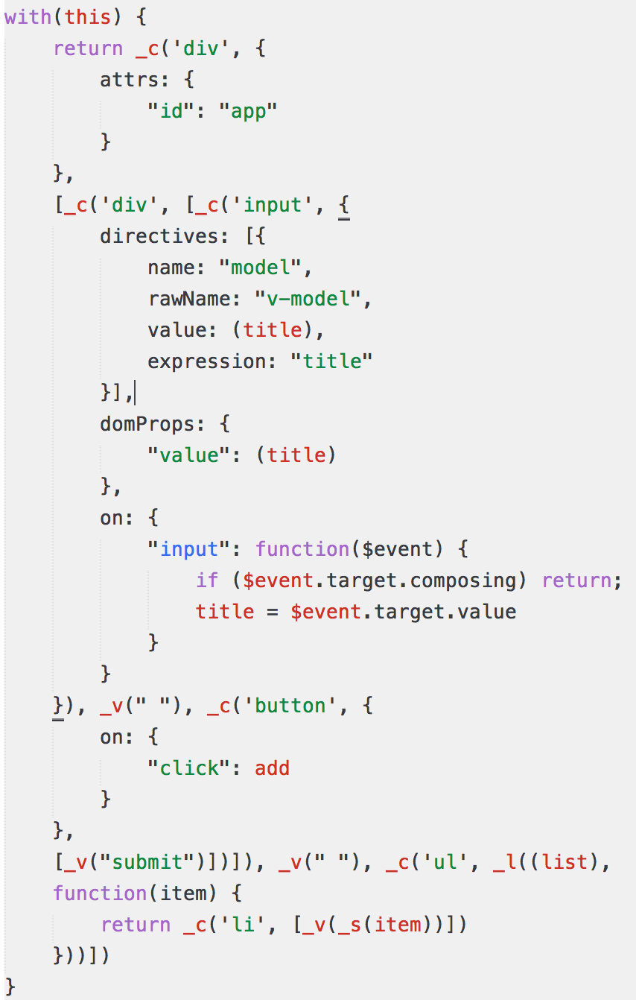 with(this) {
    return _c('div', {
        attrs: {
            "id": "app"
        }
    },
    [_c('div', [_c('input', {
        directives: [{
            name: "model",
            rawName: "v-model",
            value: (title),
            expression: "title"
        }],
        domProps: {
            "value": (title)
        },
        on: {
            "input": function($event) {
                if ($event.target.composing) return;
                title = $event.target.value
            }
        }
    }), _v(" "), _c('button', {
        on: {
            "click": add
        }
    },
    [_v("submit")])]), _v(" "), _c('ul', _l((list),
    function(item) {
        return _c('li', [_v(_s(item))])
    }))])
}